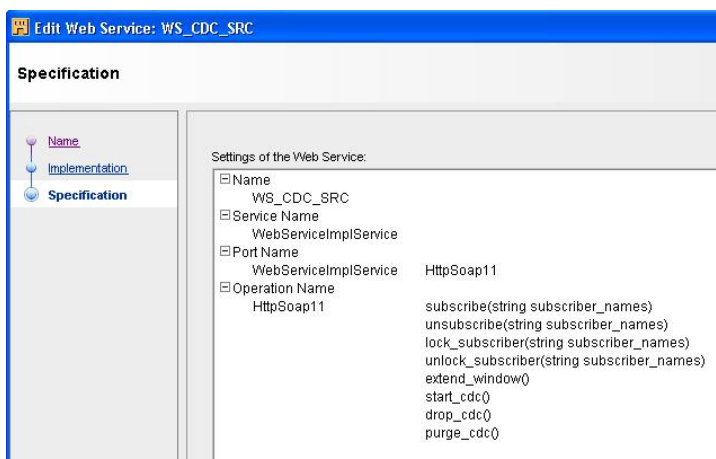 Edit Web Service: WS_CDC_SRC
Specification
Name
Implementation
Specification
Settings of the Web Service:
Name
WS_CDC_SRC
Service Name
WebServiceImplService
Port Name
WebServiceImplService HttpSoap11
Operation Name
HttpSoap11 subscribe(string subscriber_names)
unsubscribe(string subscriber_names)
lock_subscriber(string subscriber_names)
unlock_subscriber(string subscriber_names)
extend_window()
start_cdc()
drop_cdc()
purge_cdc()